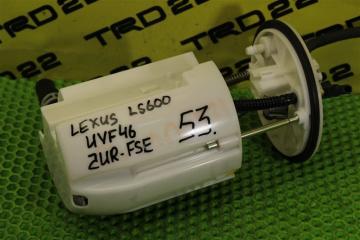 TRD22
TRD22
LEXUS LS600
UVF46
2UR-FSE
53.